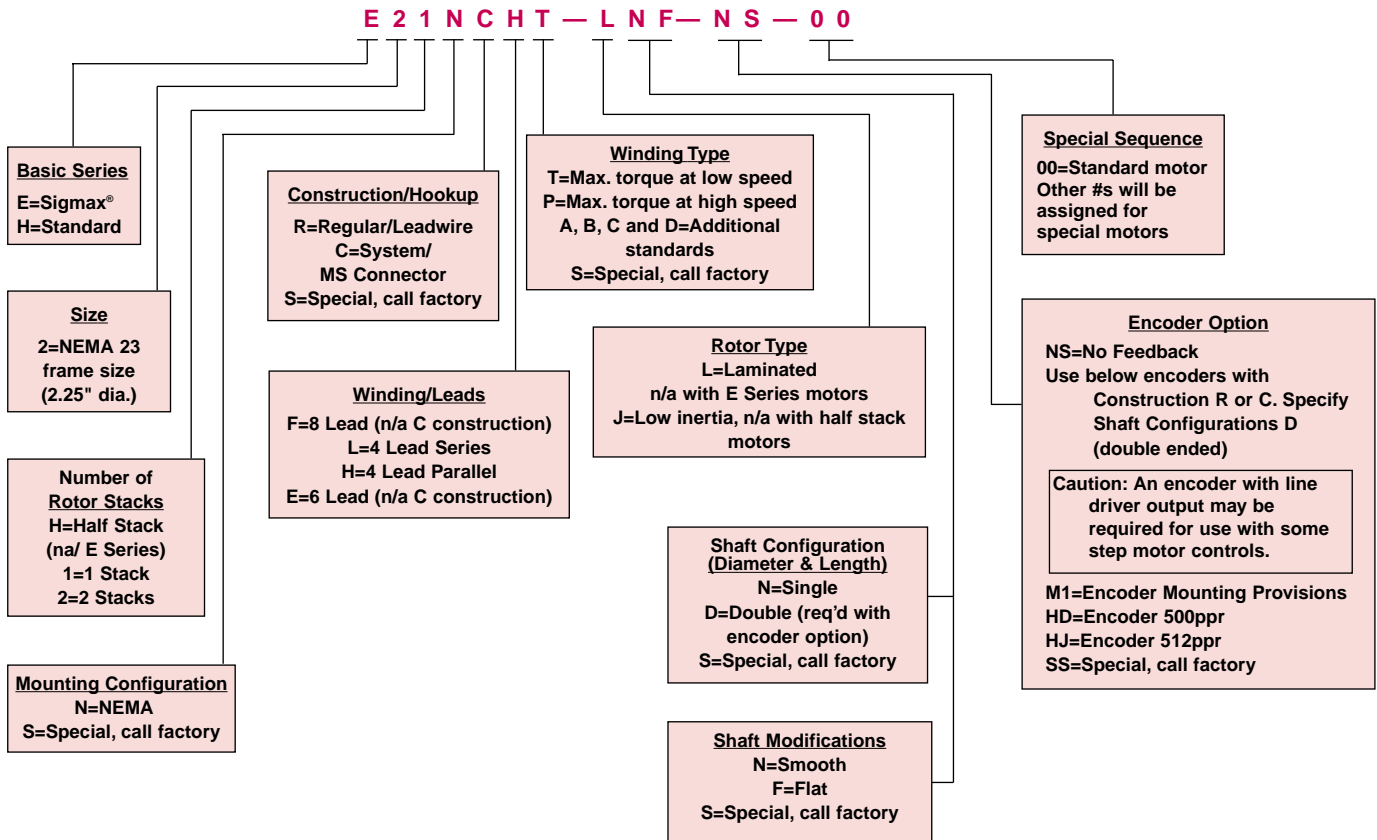 E 2 1 N C H T — L N F — N S — 0 0
Basic Series
E=Sigmax®
H=Standard
Size
2=NEMA 23
frame size
(2.25" dia.)
Number of
Rotor Stacks
H=Half Stack
(na/ E Series)
1=1 Stack
2=2 Stacks
Mounting Configuration
N=NEMA
S=Special, call factory
Construction/Hookup
R=Regular/Leadwire
C=System/
MS Connector
S=Special, call factory
Winding/Leads
F=8 Lead (n/a C construction)
L=4 Lead Series
H=4 Lead Parallel
E=6 Lead (n/a C construction)
Winding Type
T=Max. torque at low speed
P=Max. torque at high speed
A, B, C and D=Additional
standards
S=Special, call factory
Rotor Type
L=Laminated
n/a with E Series motors
J=Low inertia, n/a with half stack
motors
Shaft Configuration
(Diameter & Length)
N=Single
D=Double (req'd with
encoder option)
S=Special, call factory
Shaft Modifications
N=Smooth
F=Flat
S=Special, call factory
Special Sequence
00=Standard motor
Other #s will be
assigned for
special motors
Encoder Option
NS=No Feedback
Use below encoders with
Construction R or C. Specify
Shaft Configurations D
(double ended)
Caution: An encoder with line
driver output may be
required for use with some
step motor controls.
M1=Encoder Mounting Provisions
HD=Encoder 500ppr
HJ=Encoder 512ppr
SS=Special, call factory